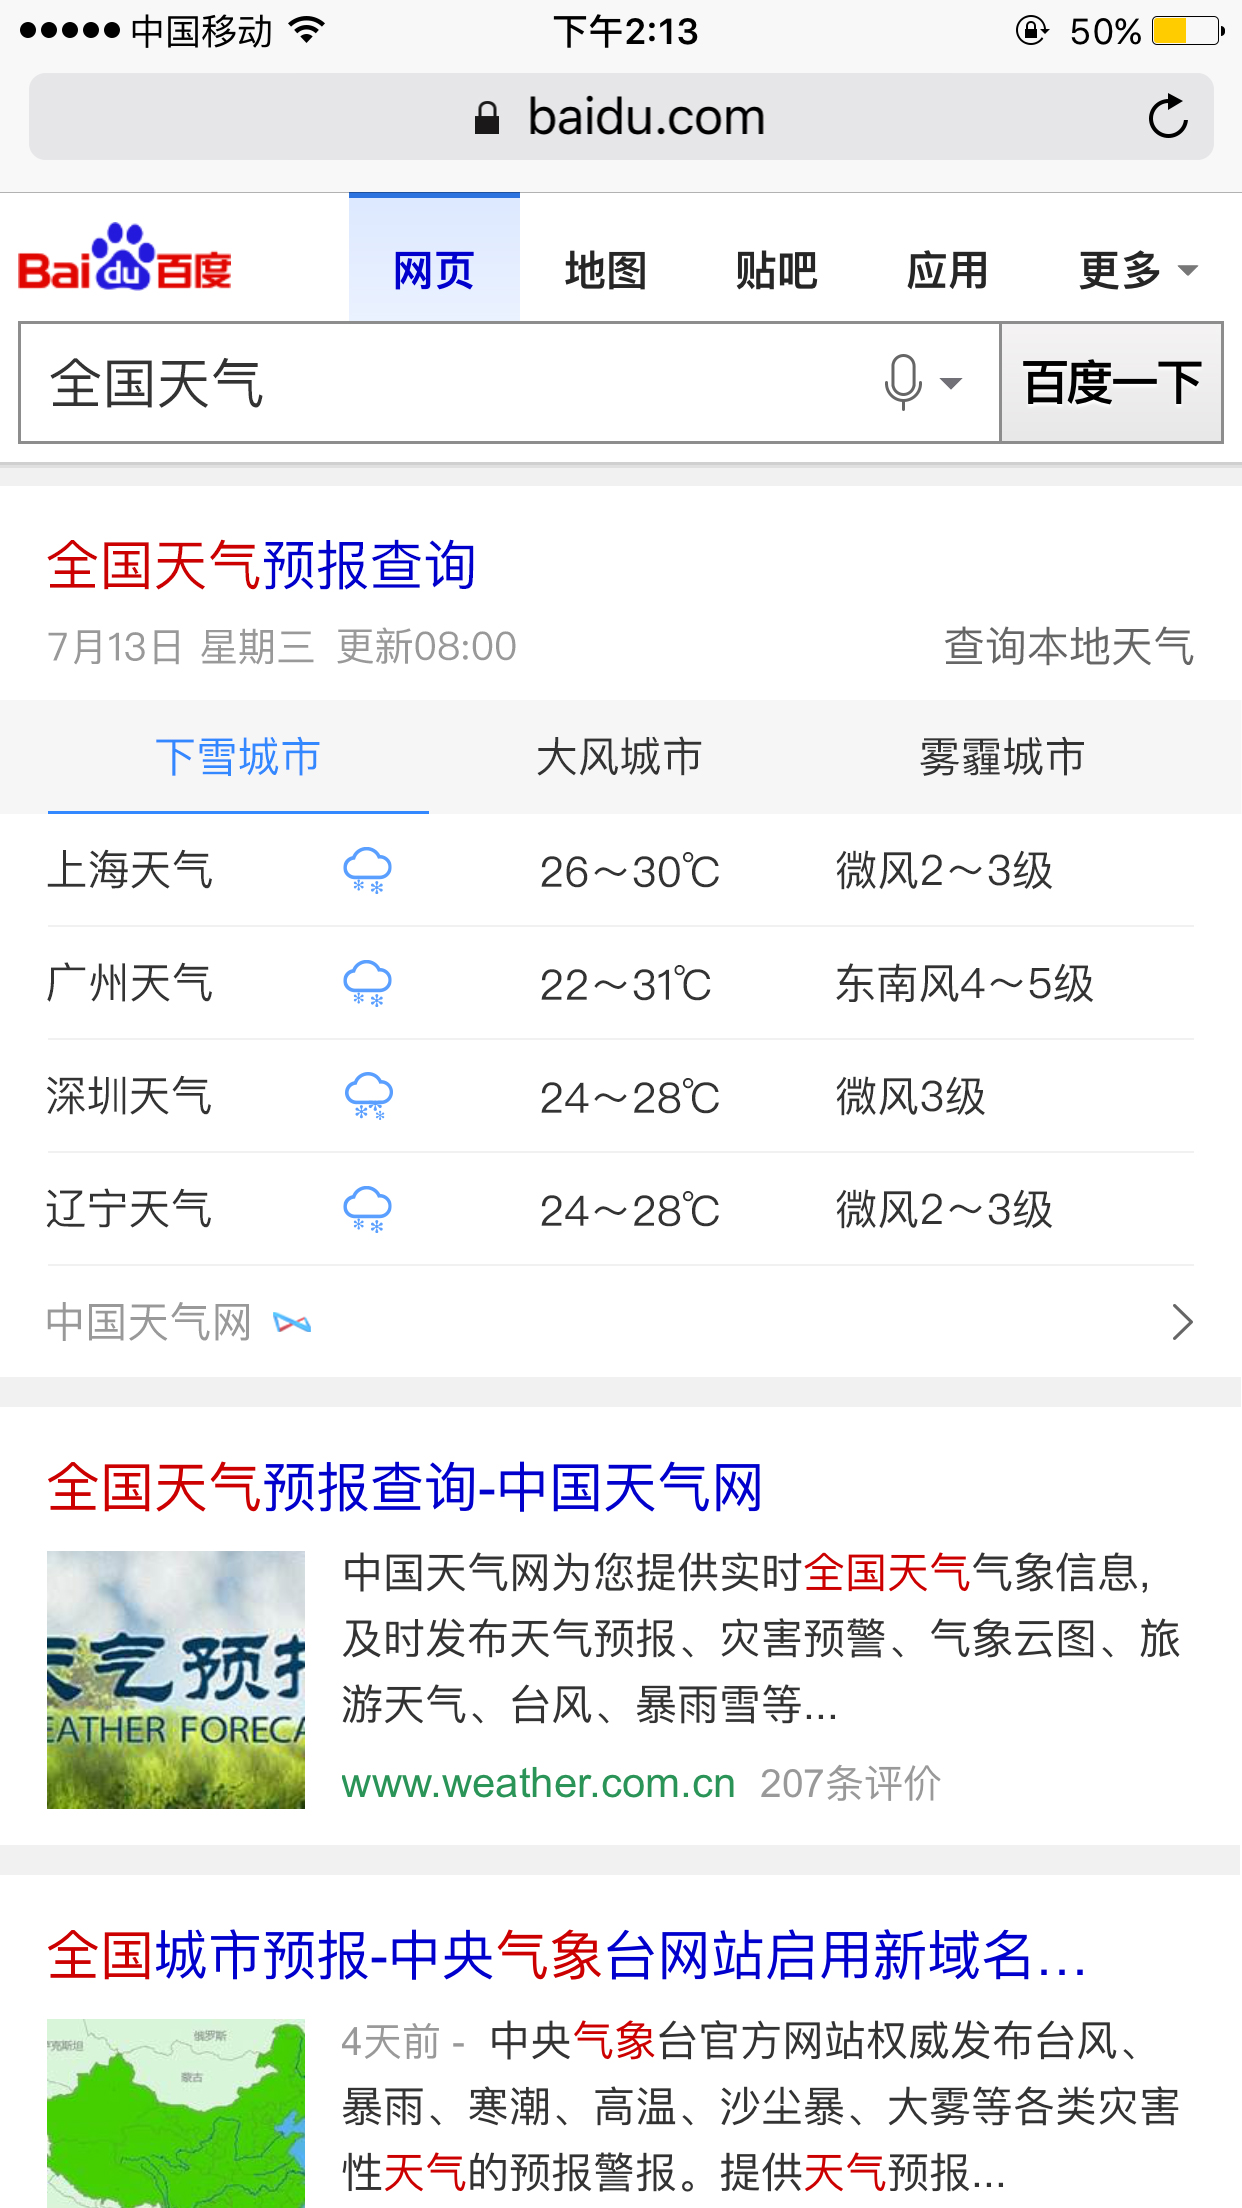 中国移动 下午2:13 50%
baidu.com
Bai du 百度 网页 地图 贴吧 应用 更多
全国天气 百度一下
全国天气预报查询
7月13日 星期三 更新08:00 查询本地天气
下雪城市 大风城市 雾霾城市
上海天气 26～30℃ 微风2～3级
广州天气 22～31℃ 东南风4～5级
深圳天气 24～28℃ 微风3级
辽宁天气 24～28℃ 微风2～3级
中国天气网
全国天气预报查询-中国天气网
天气预报
EATHER FORECA
中国天气网为您提供实时全国天气气象信息,
及时发布天气预报、灾害预警、气象云图、旅
游天气、台风、暴雨雪等...
www.weather.com.cn 207条评价
全国城市预报-中央气象台网站启用新域名...
俄罗斯
克斯坦
蒙古
4天前 - 中央气象台官方网站权威发布台风、
暴雨、寒潮、高温、沙尘暴、大雾等各类灾害
性天气的预报警报。提供天气预报...